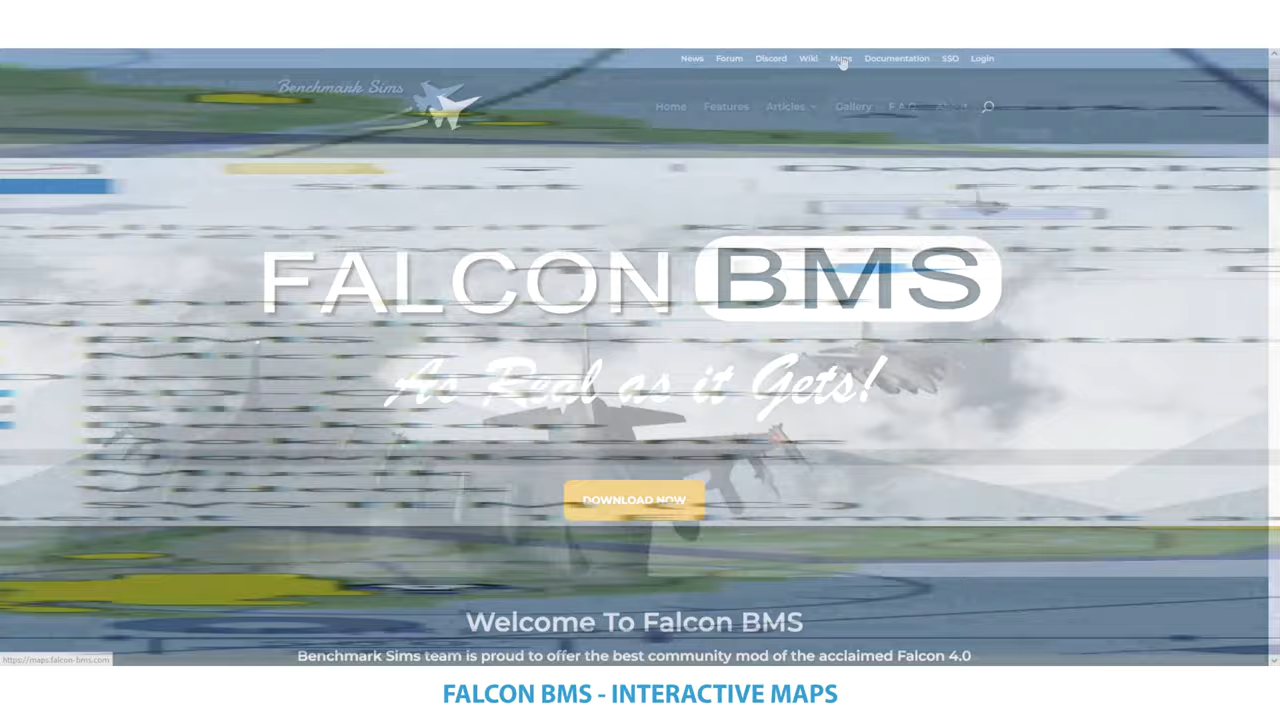 News Forum Discord Wiki Maps Documentation SSO Login
Benchmark Sims
Home Features Articles Gallery F.A.Q. About
FALCON BMS
As Real as it Gets!
DOWNLOAD NOW
Welcome To Falcon BMS
Benchmark Sims team is proud to offer the best community mod of the acclaimed Falcon 4.0
https://maps.falcon-bms.com
FALCON BMS - INTERACTIVE MAPS